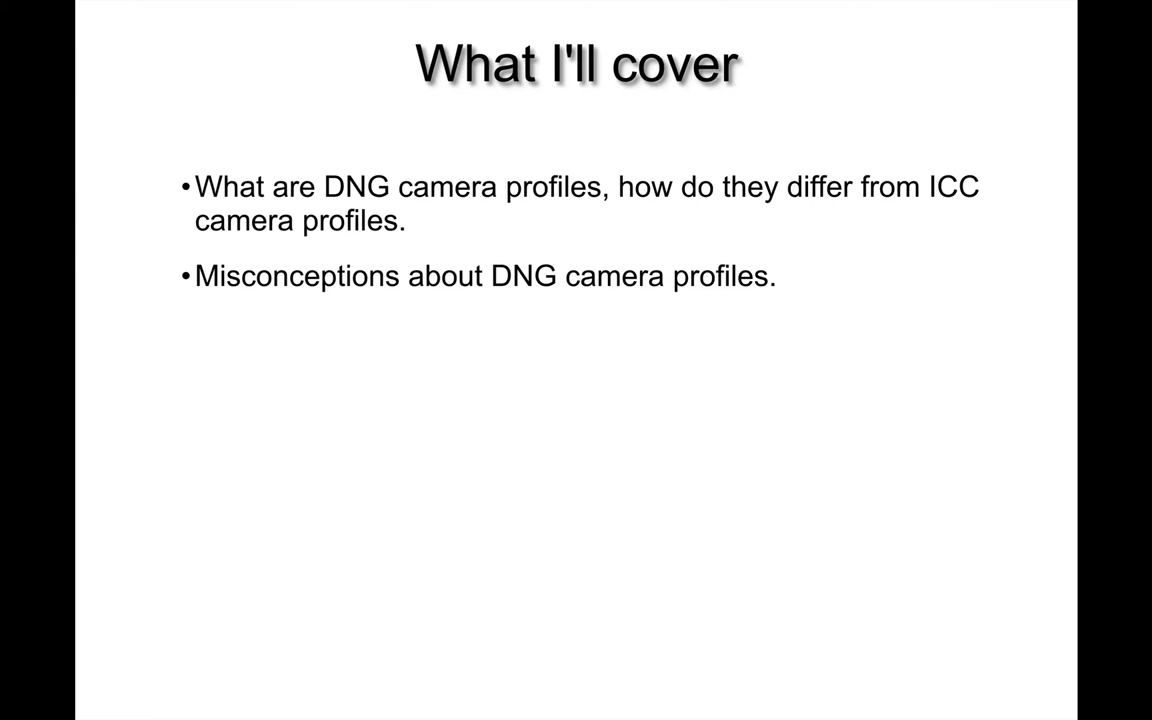 What I'll cover
•What are DNG camera profiles, how do they differ from ICC
camera profiles.
•Misconceptions about DNG camera profiles.